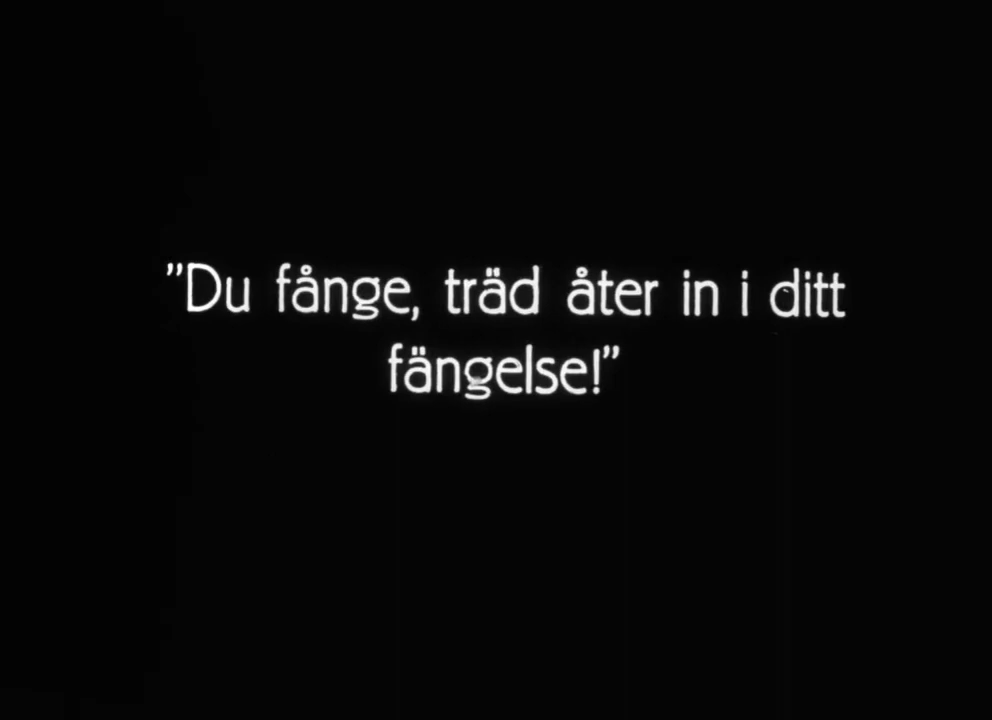 ”Du fånge, träd åter in i ditt
fängelse!”